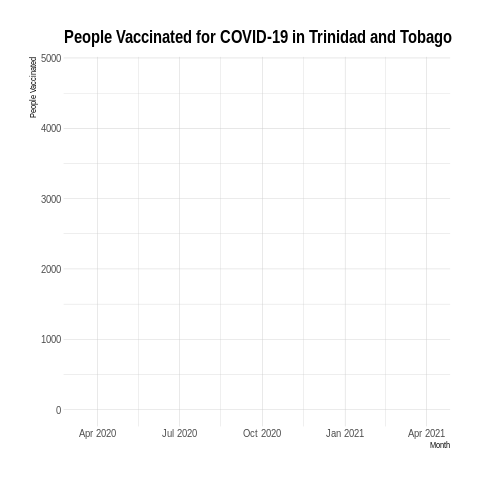 People Vaccinated for COVID-19 in Trinidad and Tobago
People Vaccinated
5000
4000
3000
2000
1000
0
Apr 2020 Jul 2020 Oct 2020 Jan 2021 Apr 2021
Month